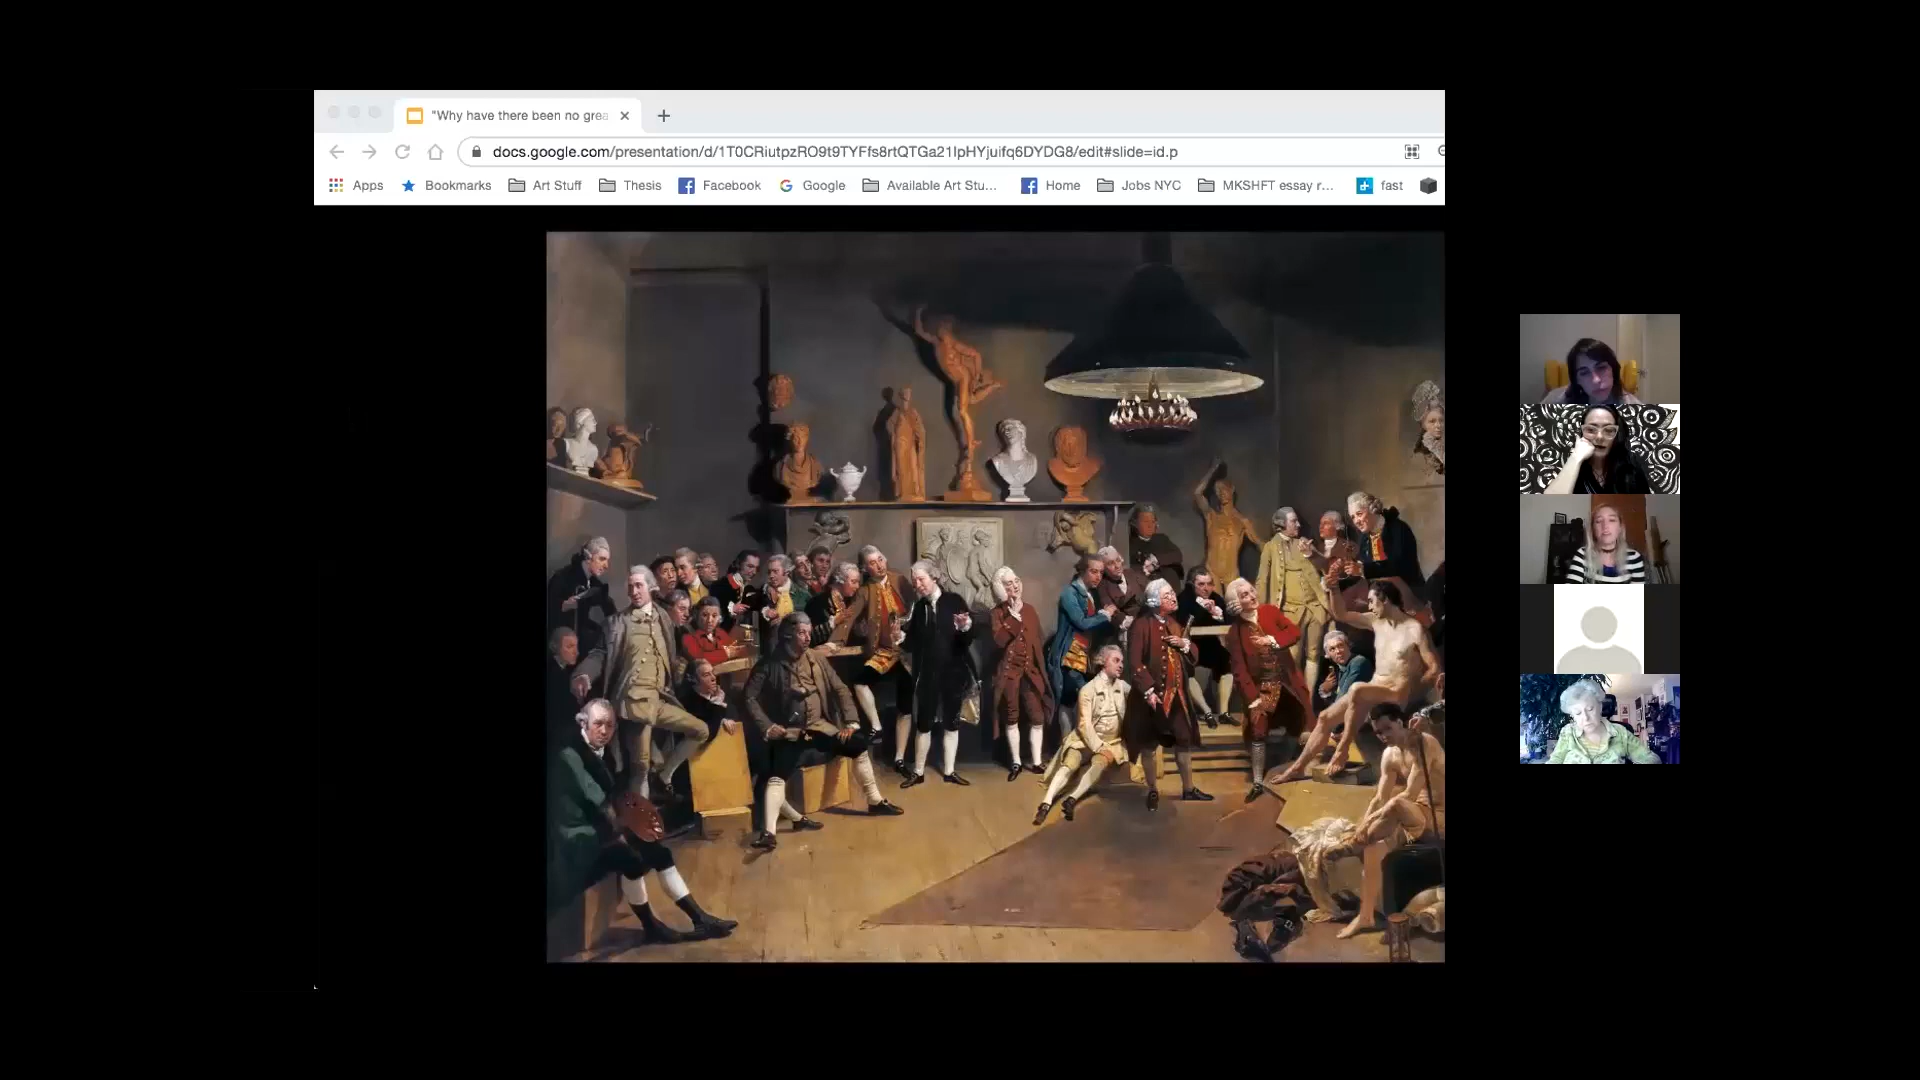 "Why have there been no grea
docs.google.com/presentation/d/1T0CRiutpzRO9t9TYFfs8rtQTGa21IpHYjuifq6DYDG8/edit#slide=id.p
Apps Bookmarks Art Stuff Thesis Facebook Google Available Art Stu... Home Jobs NYC MKSHFT essay r... fast